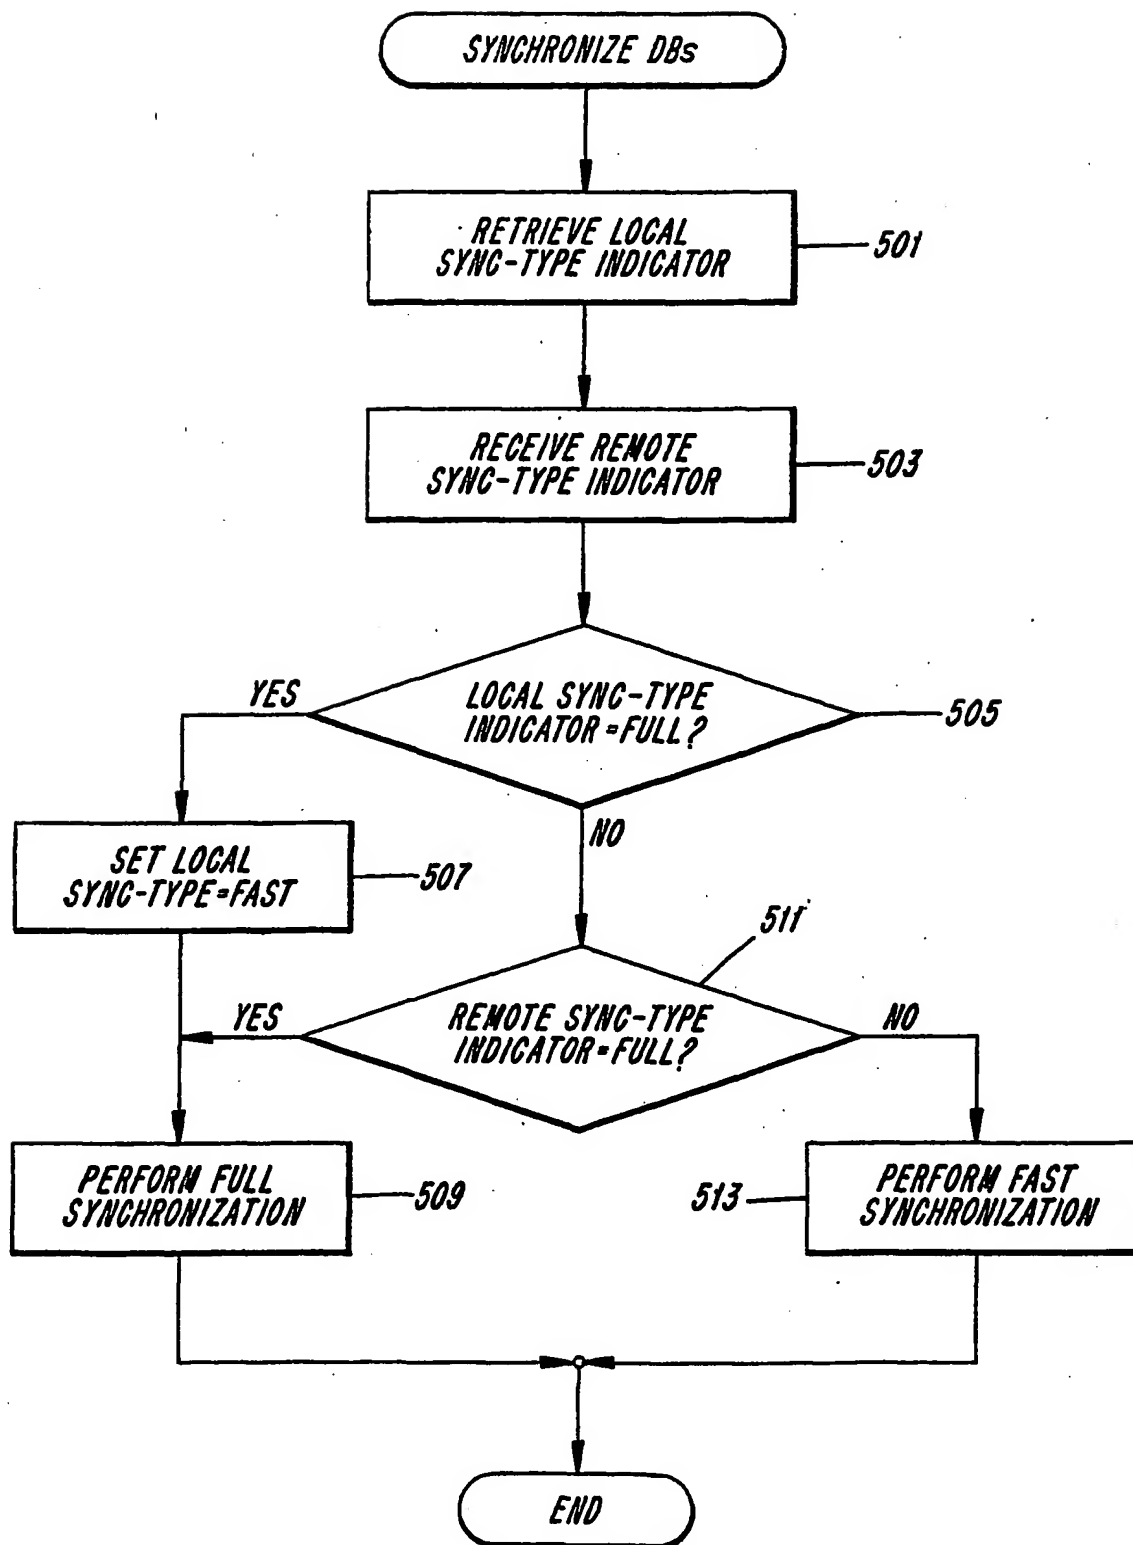 SYNCHRONIZE DBs
RETRIEVE LOCAL
SYNC-TYPE INDICATOR
501
RECEIVE REMOTE
SYNC-TYPE INDICATOR
503
YES
LOCAL SYNC-TYPE
INDICATOR=FULL?
505
NO
SET LOCAL
SYNC-TYPE=FAST
507
511
YES
REMOTE SYNC-TYPE
INDICATOR=FULL?
NO
PERFORM FULL
SYNCHRONIZATION
509
513
PERFORM FAST
SYNCHRONIZATION
END